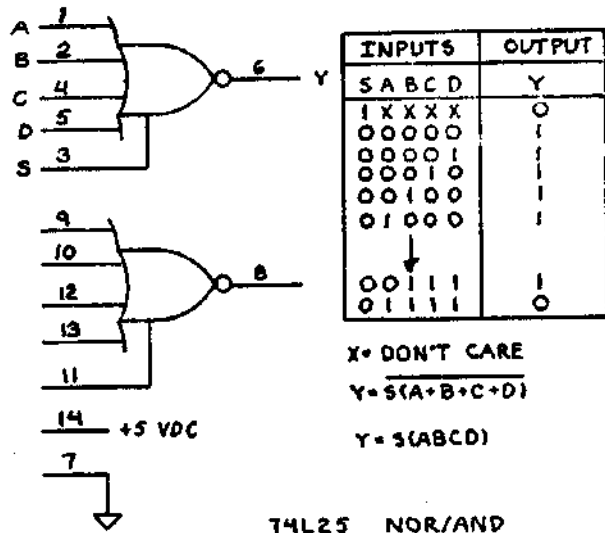 A 1
B 2
C 4
D 5
S 3
6 Y
9
10
12
13
11
8
14 +5 VDC
7
INPUTS OUTPUT
S A B C D Y
1 X X X X 0
0 0 0 0 0 1
0 0 0 0 1 1
0 0 0 1 0 1
0 0 1 0 0 1
0 1 0 0 0 1
0 0 1 1 1 1
0 1 1 1 1 0
X= DON'T CARE
Y= S(A+B+C+D)
Y= S(ABCD)
74L25 NOR/AND